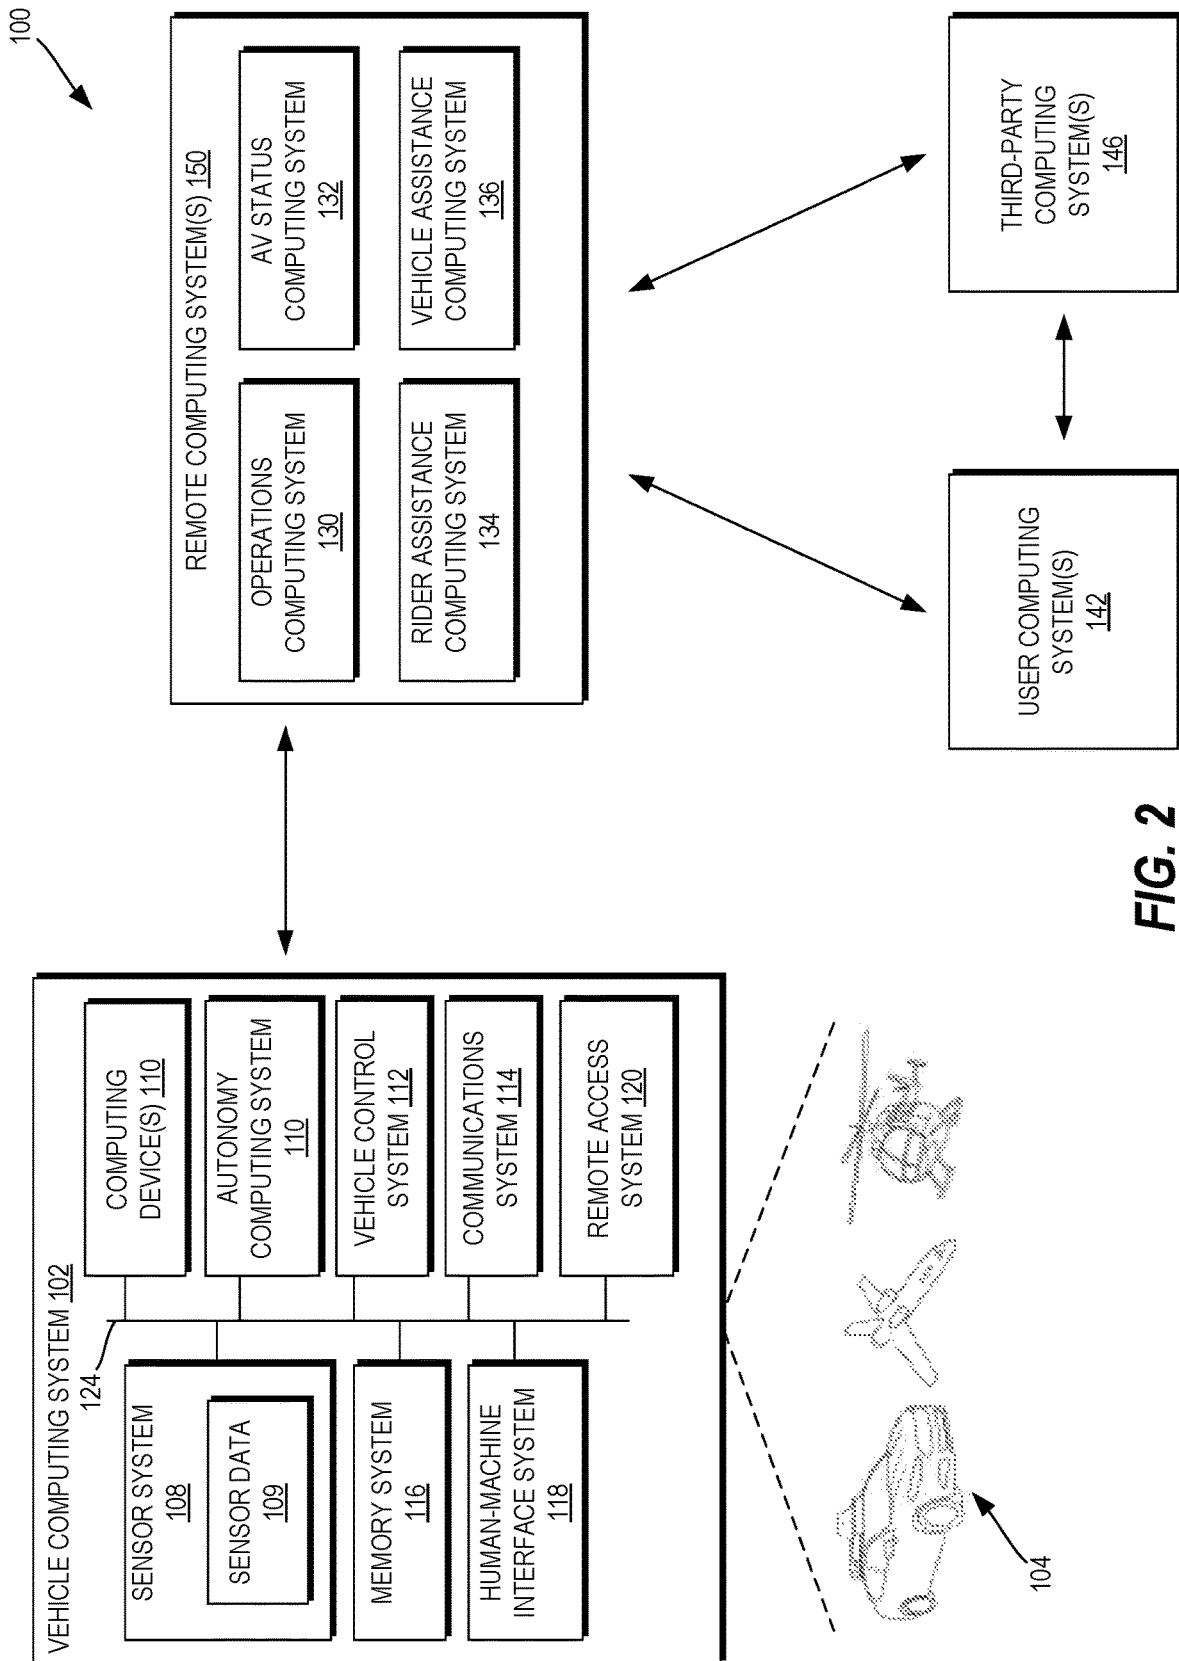 100
VEHICLE COMPUTING SYSTEM 102
124
SENSOR SYSTEM
108
SENSOR DATA
109
MEMORY SYSTEM
116
HUMAN-MACHINE
INTERFACE SYSTEM
118
COMPUTING
DEVICE(S) 110
AUTONOMY
COMPUTING SYSTEM
110
VEHICLE CONTROL
SYSTEM 112
COMMUNICATIONS
SYSTEM 114
REMOTE ACCESS
SYSTEM 120
104
REMOTE COMPUTING SYSTEM(S) 150
OPERATIONS
COMPUTING SYSTEM
130
AV STATUS
COMPUTING SYSTEM
132
RIDER ASSISTANCE
COMPUTING SYSTEM
134
VEHICLE ASSISTANCE
COMPUTING SYSTEM
136
USER COMPUTING
SYSTEM(S)
142
THIRD-PARTY
COMPUTING
SYSTEM(S)
146
FIG. 2